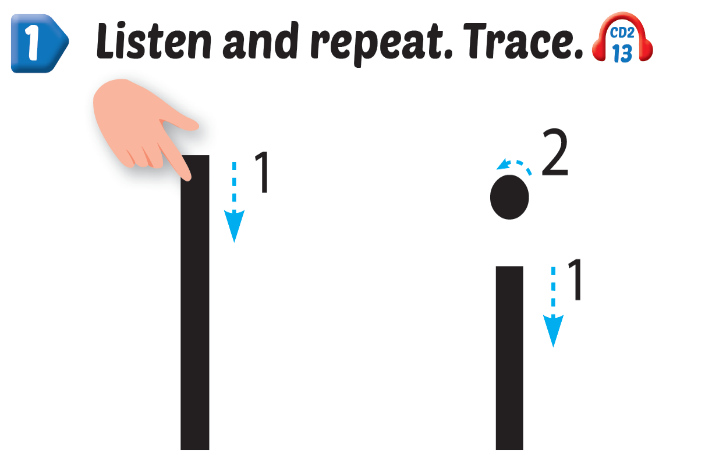 1 Listen and repeat. Trace. CD2 13
I i
1 2
1